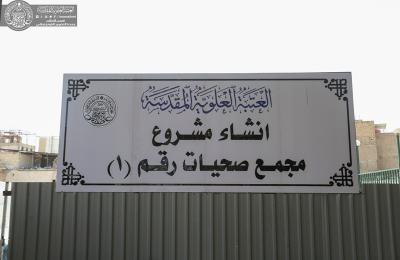 العتبة العلوية المقدسة
انشاء مشروع
مجمع صحيات رقم (١)